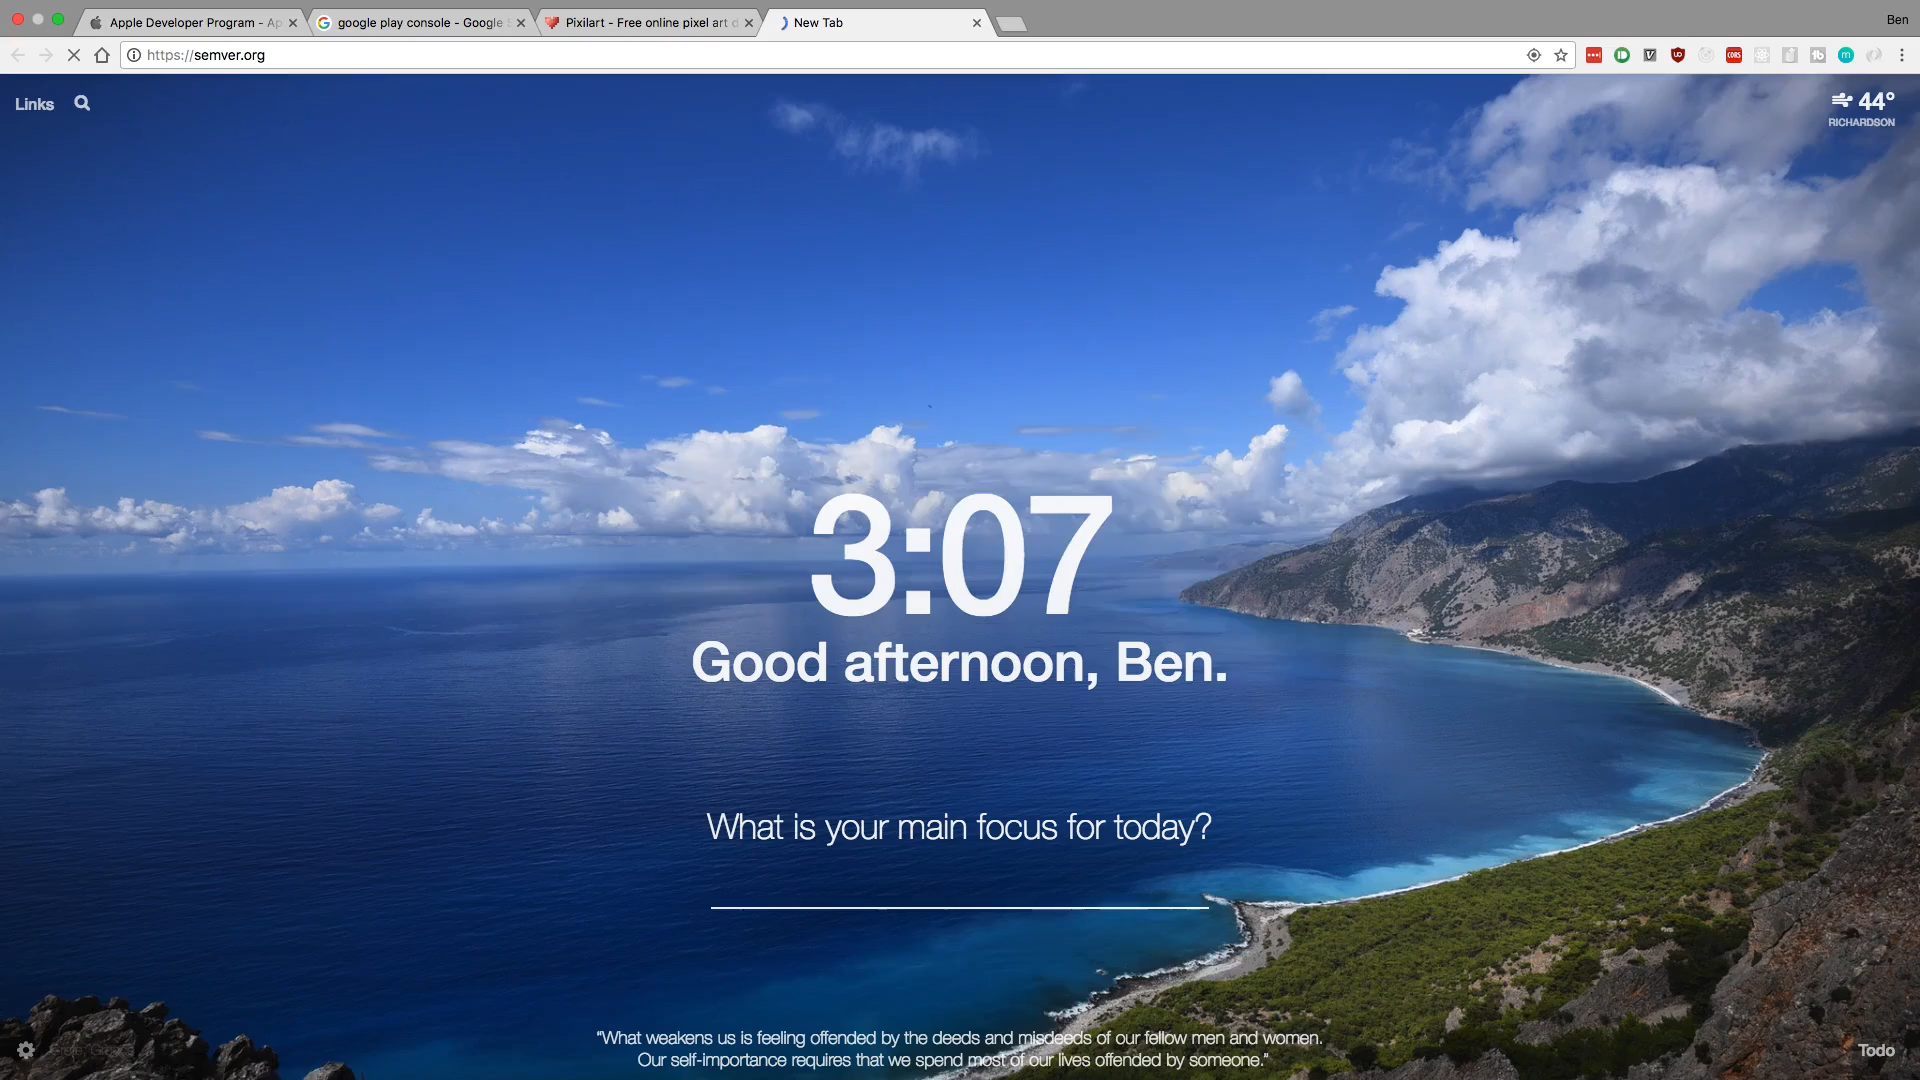 Apple Developer Program - Ap
google play console - Google S
Pixilart - Free online pixel art d
New Tab
Ben
https://semver.org
Links
44°
RICHARDSON
3:07
Good afternoon, Ben.
What is your main focus for today?
“What weakens us is feeling offended by the deeds and misdeeds of our fellow men and women.
Our self-importance requires that we spend most of our lives offended by someone.”
Todo